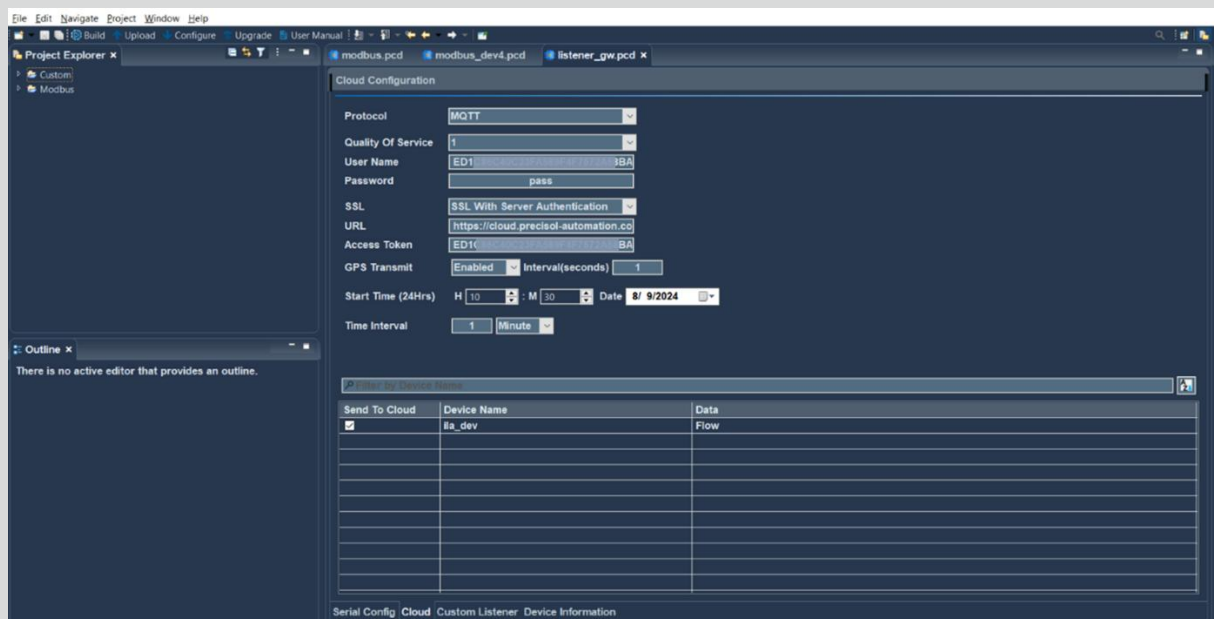 File Edit Navigate Project Window Help
Build Upload Configure Upgrade User Manual
Project Explorer
Custom
Modbus
Outline
There is no active editor that provides an outline.
modbus.pcd modbus_dev4.pcd listener_gw.pcd
Cloud Configuration
Protocol MQTT
Quality Of Service 1
User Name ED1
Password pass
SSL SSL With Server Authentication
URL https://cloud.precisol-automation.co
Access Token BA
GPS Transmit Enabled Interval(seconds) 1
Start Time (24Hrs) H 10 : M 30 Date 8/ 9/2024
Time Interval 1 Minute
Filter by Device Name
Send To Cloud Device Name Data
ila_dev Flow
Serial Config Cloud Custom Listener Device Information